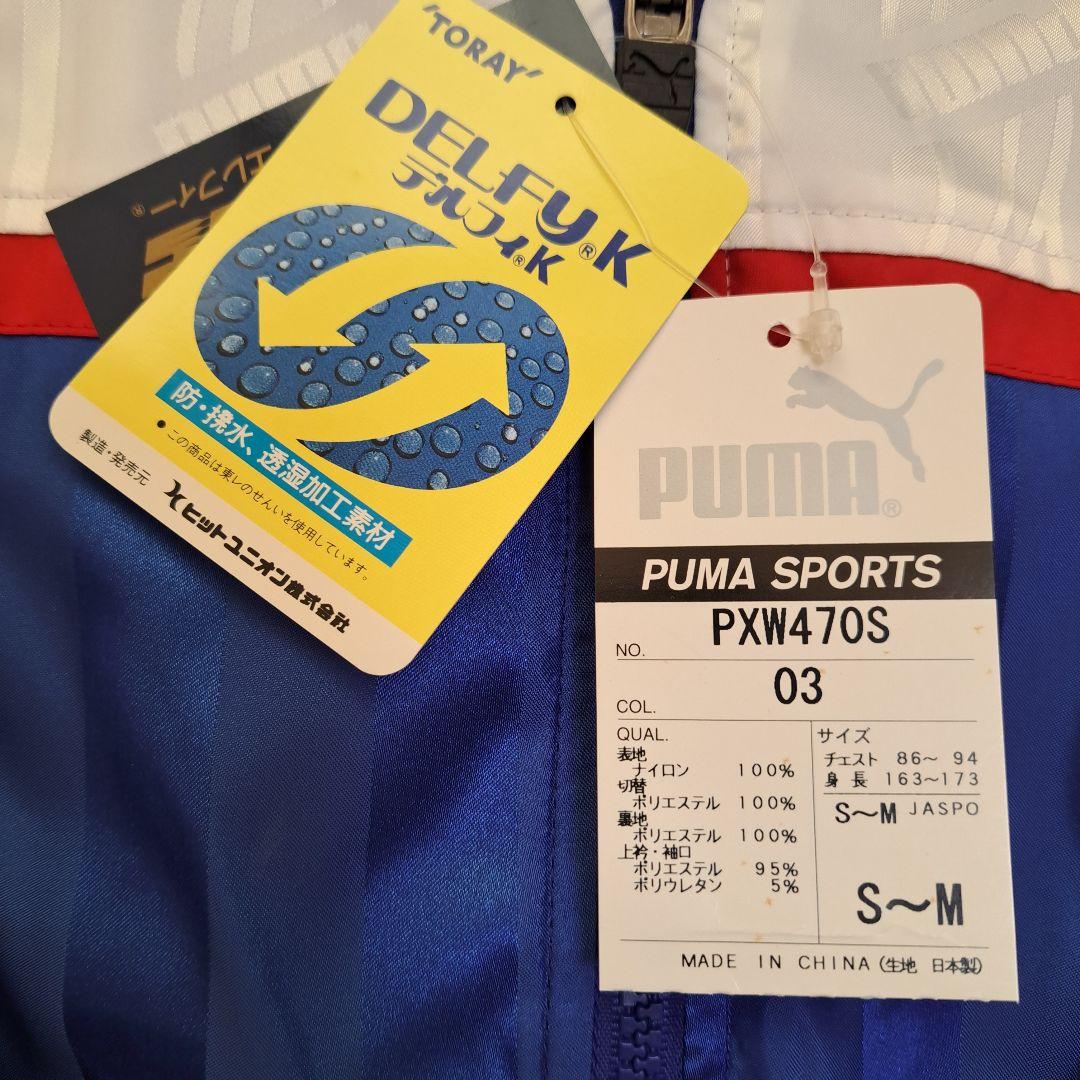 'TORAY'
DELFy®K
デルフィ®K
防・撥水、透湿加工素材
●この商品は東レのせんいを使用しています。
製造・発売元
ヒットユニオン株式会社
エレフィー®
PUMA®
PUMA SPORTS
NO. PXW470S
COL. 03
QUAL.
表地
ナイロン 100%
切替
ポリエステル 100%
裏地
ポリエステル 100%
上衿・袖口
ポリエステル 95%
ポリウレタン 5%
サイズ
チェスト 86〜 94
身長 163〜173
S〜M JASPO
S〜M
MADE IN CHINA (生地 日本製)